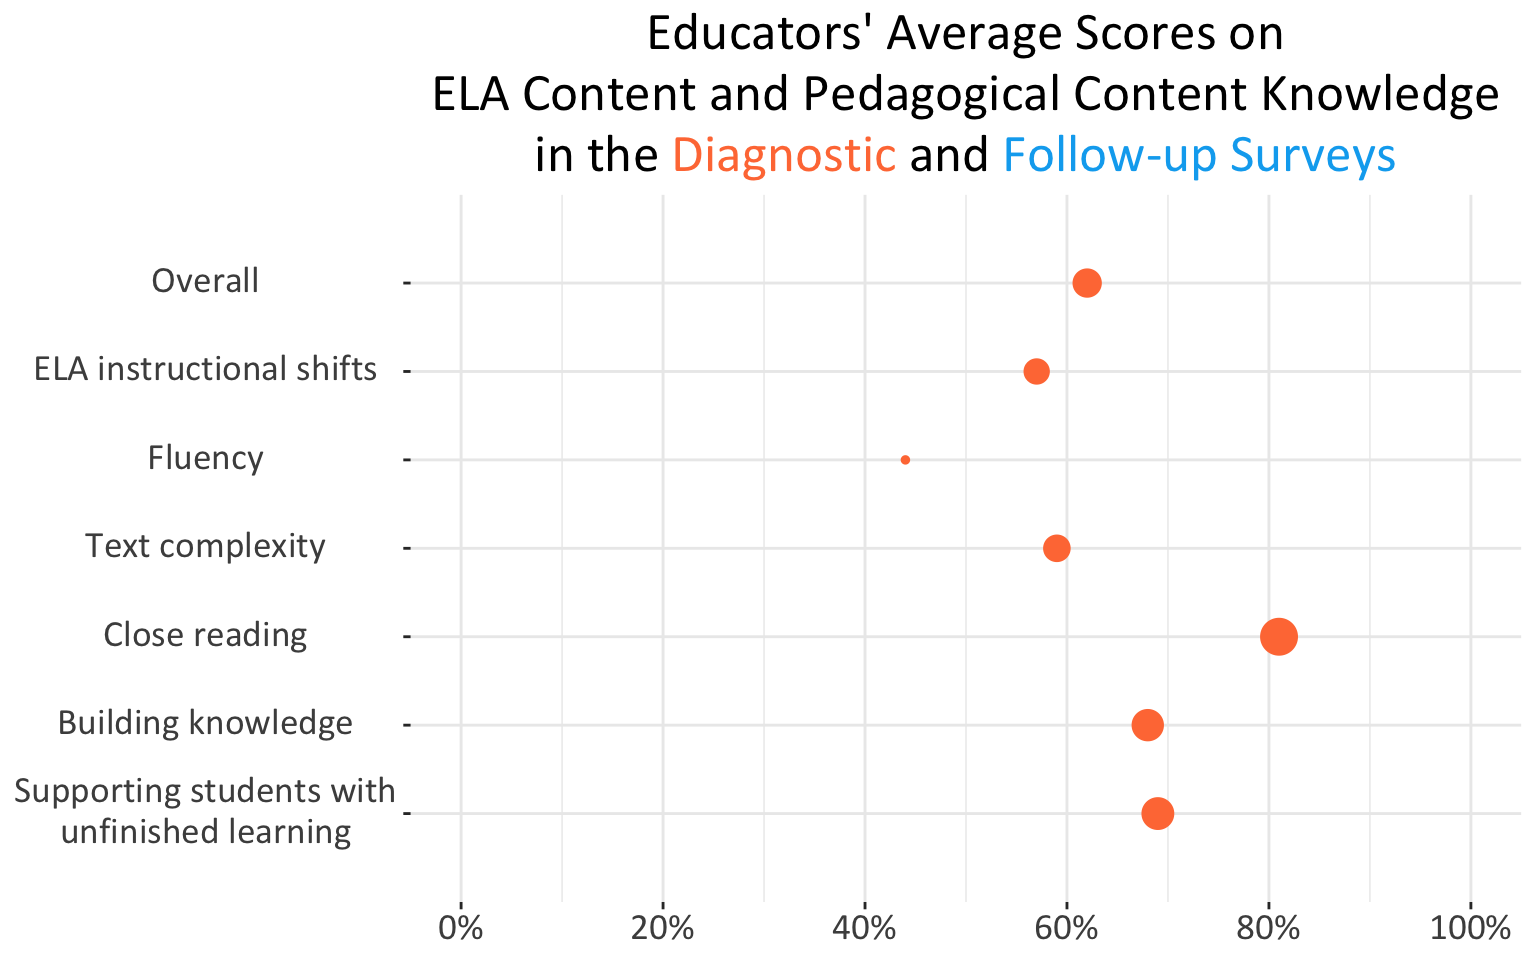 Educators' Average Scores on
ELA Content and Pedagogical Content Knowledge
in the Diagnostic and Follow-up Surveys
Overall
ELA instructional shifts
Fluency
Text complexity
Close reading
Building knowledge
Supporting students with
unfinished learning
0% 20% 40% 60% 80% 100%